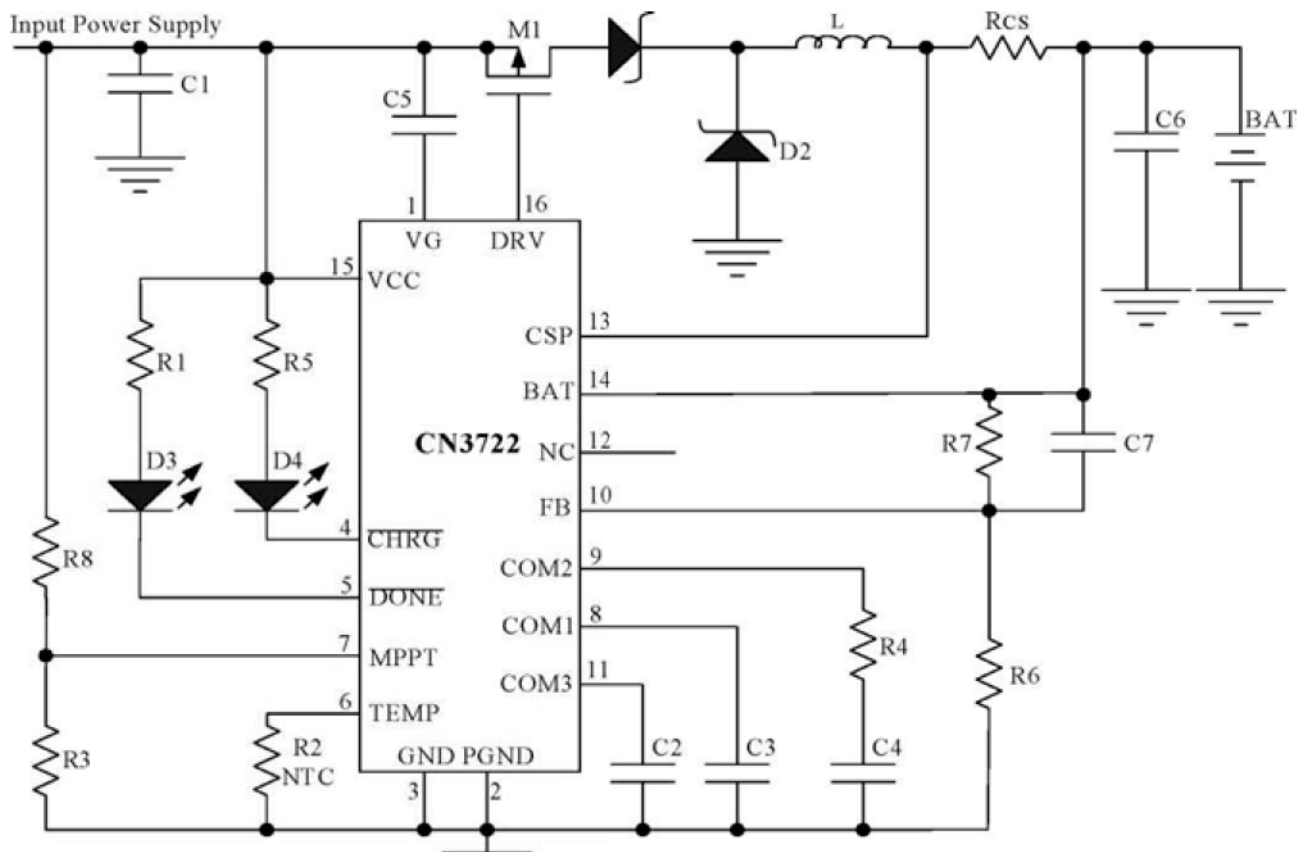 Input Power Supply
M1
L
Rcs
C1
C5
C6
BAT
D2
1
16
VG
DRV
15
VCC
R1
R5
CSP
13
BAT
14
CN3722
NC
12
R7
C7
D3
D4
FB
10
4
CHRG
R8
COM2
9
5
DONE
COM1
8
R4
7
MPPT
COM3
11
R6
6
TEMP
R3
R2
NTC
GND
PGND
C2
C3
C4
3
2